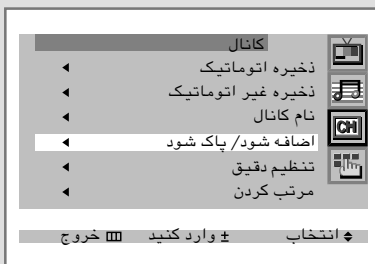 کانال
ذخیره اتوماتیک
ذخیره غیر اتوماتیک
نام کانال
CH
اضافه شود/ پاک شود
تنظیم دقیق
مرتب کردن
انتخاب ± وارد کنید خروج